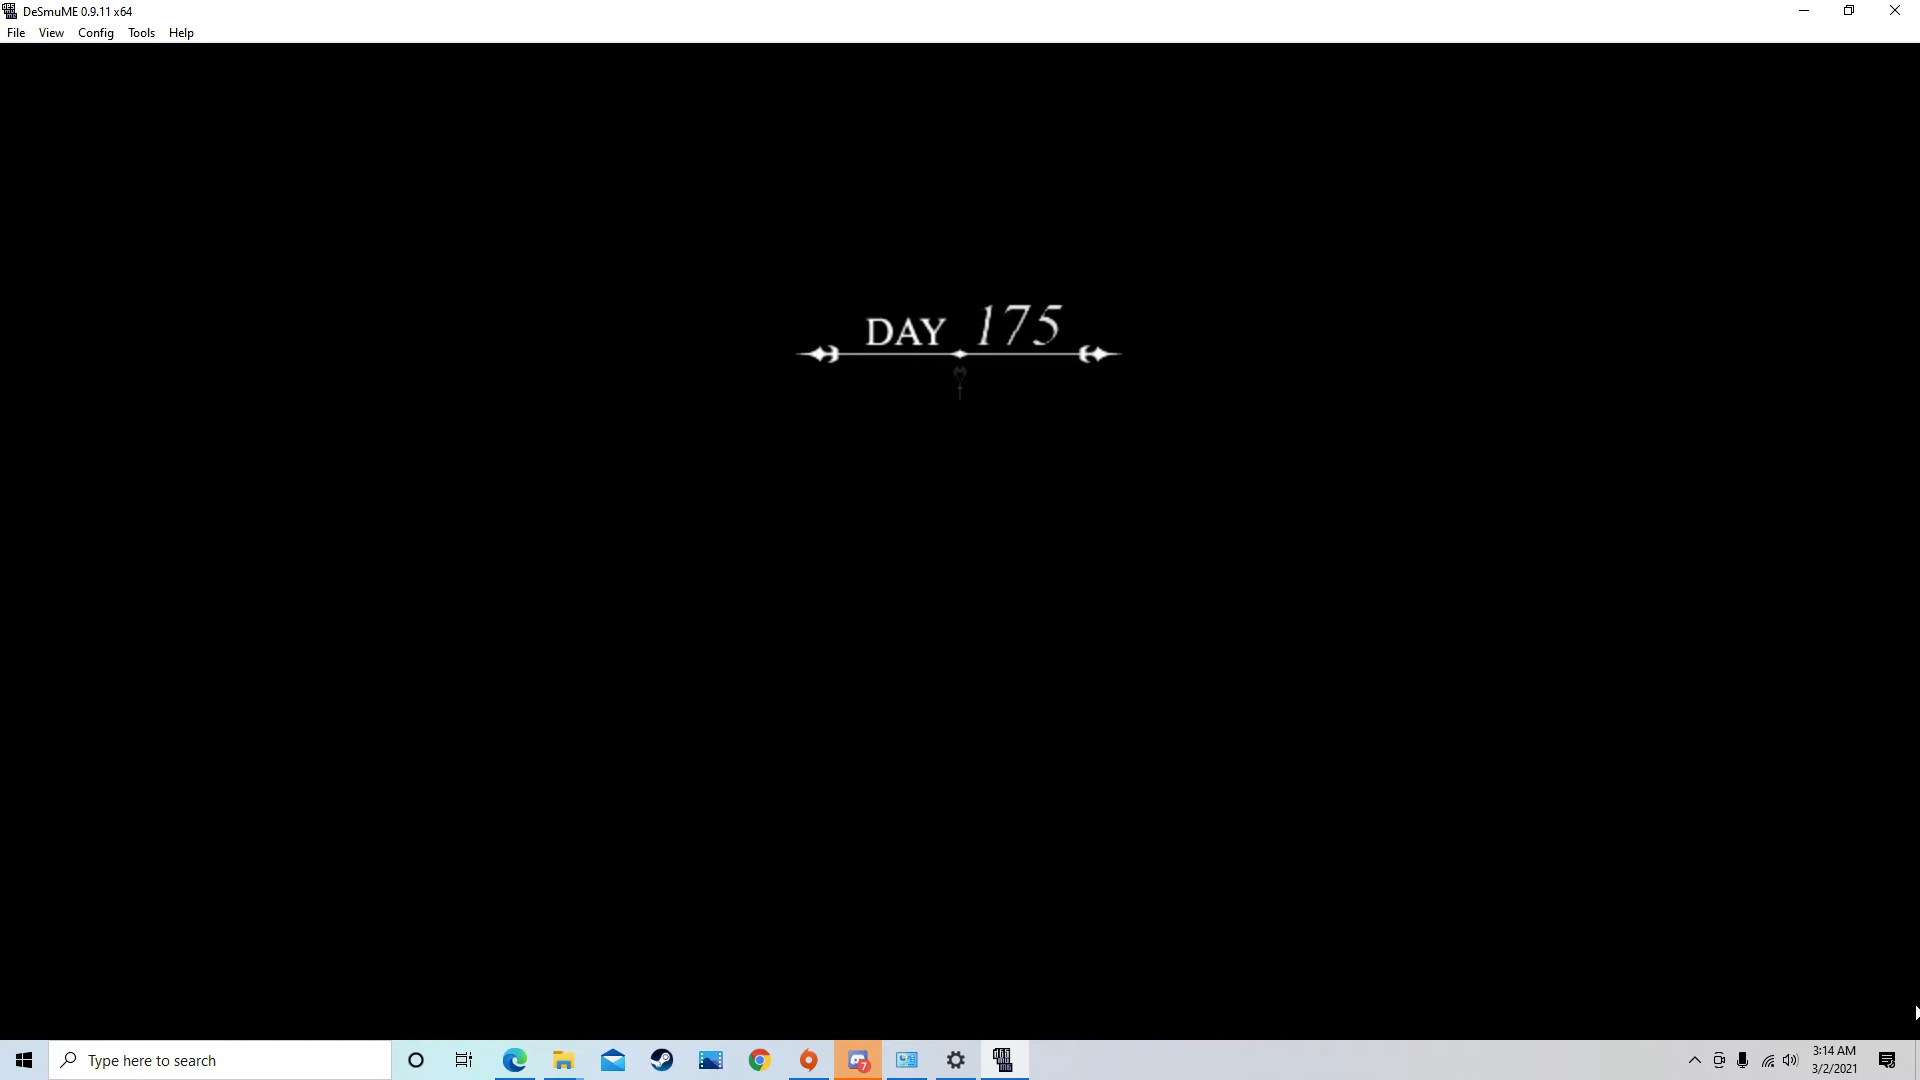 DeSmuME 0.9.11 x64
File View Config Tools Help
DAY 175
Type here to search
7
3:14 AM
3/2/2021